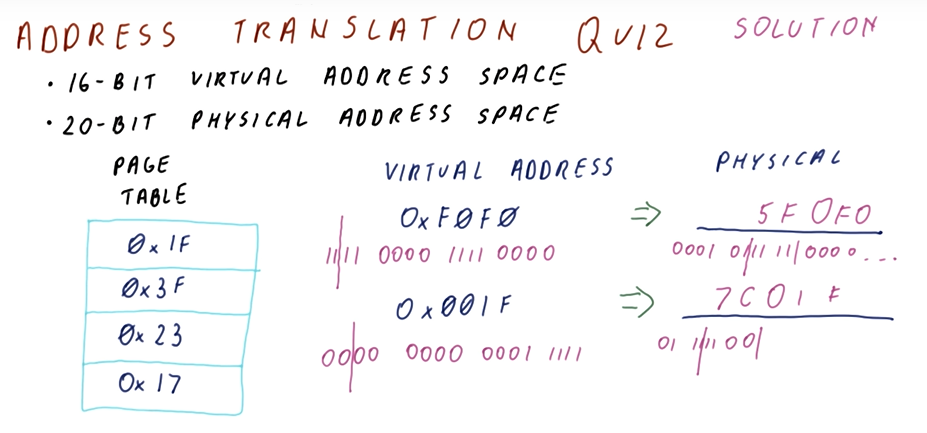 ADDRESS TRANSLATION QUIZ SOLUTION
· 16-BIT VIRTUAL ADDRESS SPACE
· 20-BIT PHYSICAL ADDRESS SPACE
PAGE TABLE
VIRTUAL ADDRESS
PHYSICAL
0x1F
0x3F
0x23
0x17
0xF0F0 ⇒ 5F0F0
11|11 0000 1111 0000
0001 01|11 11|0000...
0x001F ⇒ 7C01F
00|00 0000 0001 1111
01 11|11 00|